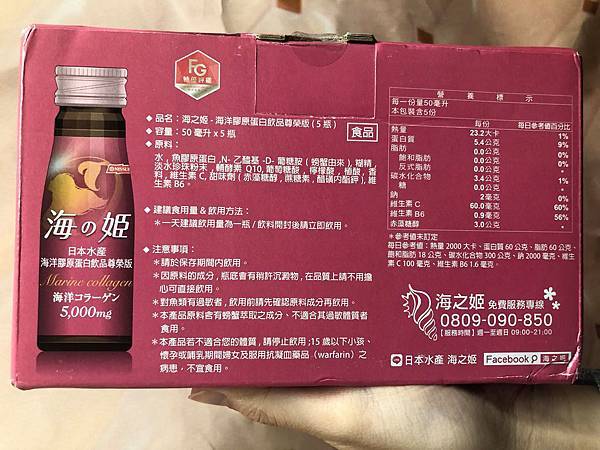 FG
特優評鑑
NISSUI
海の姫
日本水産
海洋膠原蛋白飲品尊榮版
Marine collagen
海洋コラーゲン
5,000mg
◆品名：海之姬 - 海洋膠原蛋白飲品尊榮版 ( 5 瓶 )
◆容量：50 毫升 x 5 瓶
食品
◆原料：
水 , 魚膠原蛋白 ,N- 乙醯基 -D- 葡糖胺 ( 螃蟹由來 ), 糊精 ,
淡水珍珠粉末 , 輔酵素 Q10, 葡萄糖酸 , 檸檬酸 , 植酸 , 香
料 , 維生素 C, 甜味劑 ( 赤藻糖醇 , 蔗糖素 , 醋磺內酯鉀 ), 維
生素 B6。
◆建議食用量 & 飲用方法：
*一天建議飲用量為一瓶 / 飲料開封後請立即飲用。
◆注意事項：
*請於保存期間內飲用。
*因原料的成分 , 瓶底會有稍許沉澱物 , 在品質上請不用擔
心可直接飲用。
*對魚類有過敏者 , 飲用前請先確認原料成分再飲用。
*本產品原料含有螃蟹萃取之成分、不適合其過敏體質者
食用。
*本產品若不適合您的體質 , 請停止飲用 ;15 歲以下小孩、
懷孕或哺乳期間婦女及服用抗凝血藥品（warfarin）之
病患，不宜食用。
營養標示
每一份量50毫升
本包裝含5份
每份 每日參考值百分比
熱量 23.2大卡 1%
蛋白質 5.4公克 9%
脂肪 0.0公克 0%
飽和脂肪 0.0公克 0%
反式脂肪 0.0公克 *
碳水化合物 3.4公克 1%
糖 0.0公克 *
鈉 2毫克 0%
維生素 C 60.0毫克 60%
維生素 B6 0.9毫克 56%
赤藻糖醇 3.0公克 *
*參考值未訂定
每日參考值：熱量 2000 大卡、蛋白質 60 公克、脂肪 60 公克、
飽和脂肪 18 公克、碳水化合物 300 公克、鈉 2000 毫克、維生
素 C 100 毫克、維生素 B6 1.6 毫克。
海之姬 免費服務專線
0809-090-850
【服務時間】週一至週五 09:00-21:00
日本水產 海之姬 Facebook 海之姬